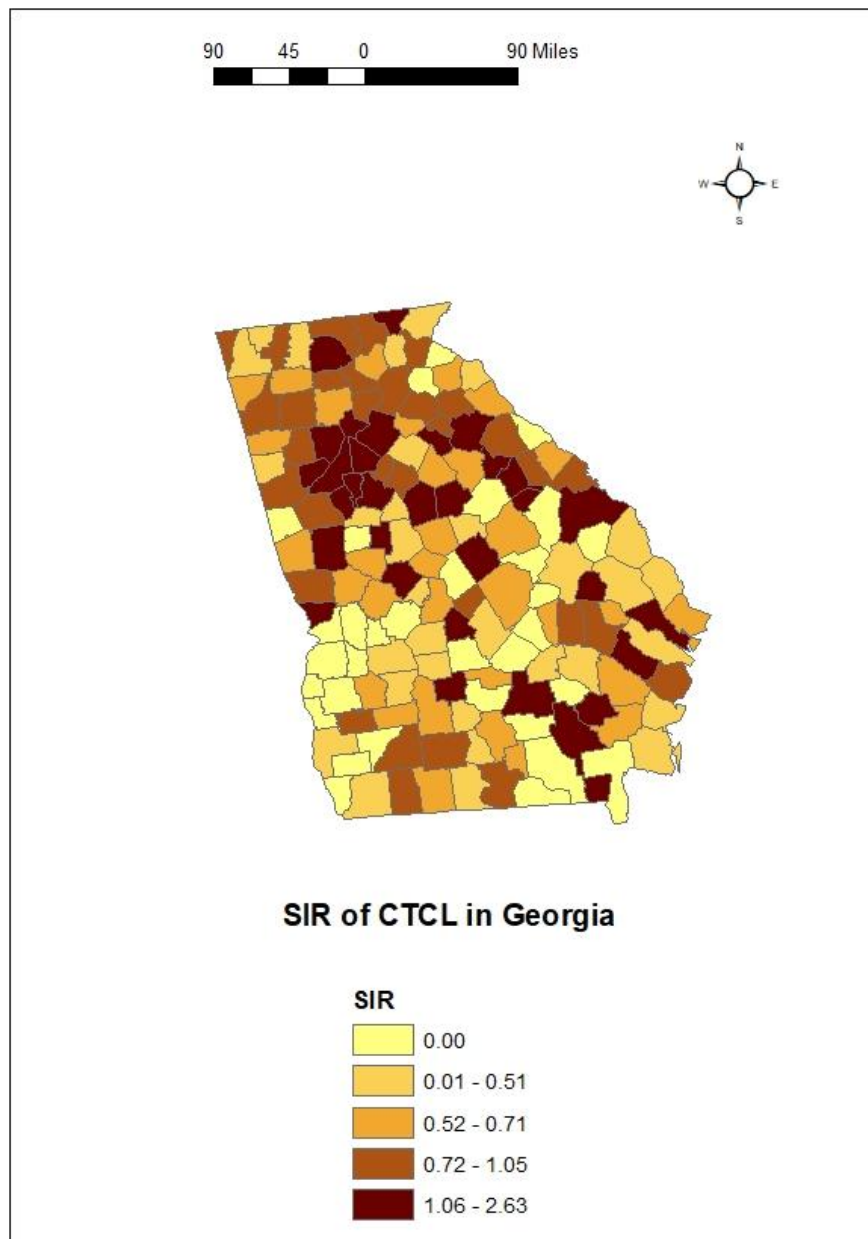 90 45 0 90 Miles
N
W E
S
SIR of CTCL in Georgia
SIR
0.00
0.01 - 0.51
0.52 - 0.71
0.72 - 1.05
1.06 - 2.63